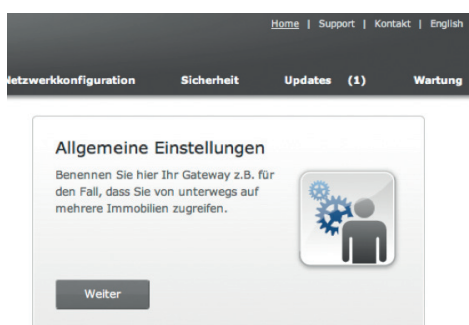 Home | Support | Kontakt | English
Netzwerkkonfiguration Sicherheit Updates (1) Wartung
Allgemeine Einstellungen
Benennen Sie hier Ihr Gateway z.B. für
den Fall, dass Sie von unterwegs auf
mehrere Immobilien zugreifen.
Weiter